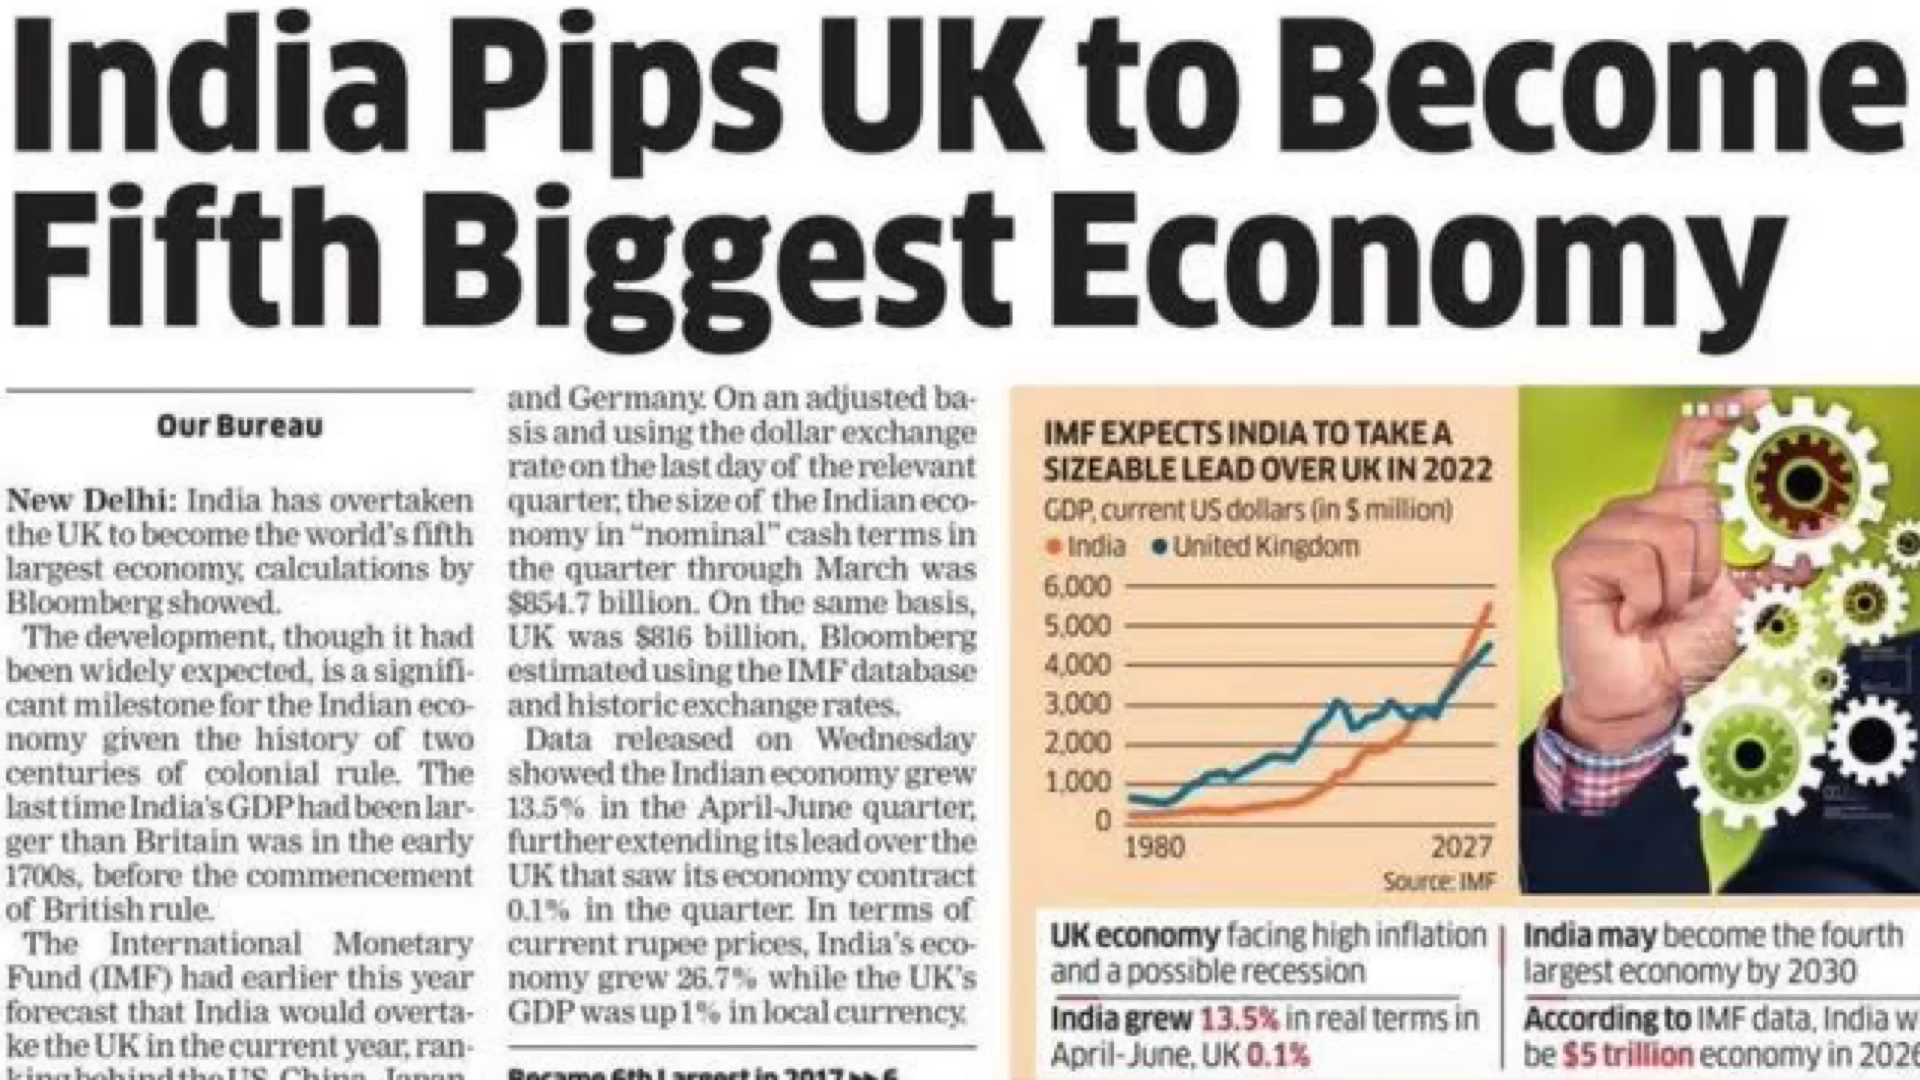 India Pips UK to Become
Fifth Biggest Economy
Our Bureau
New Delhi: India has overtaken
the UK to become the world's fifth
largest economy, calculations by
Bloomberg showed.
The development, though it had
been widely expected, is a signifi-
cant milestone for the Indian eco-
nomy given the history of two
centuries of colonial rule. The
last time India's GDP had been lar-
ger than Britain was in the early
1700s, before the commencement
of British rule.
The International Monetary
Fund (IMF) had earlier this year
forecast that India would overta-
ke the UK in the current year, ran-
king behind the US, China, Japan
and Germany. On an adjusted ba-
sis and using the dollar exchange
rate on the last day of the relevant
quarter, the size of the Indian eco-
nomy in "nominal" cash terms in
the quarter through March was
$854.7 billion. On the same basis,
UK was $816 billion, Bloomberg
estimated using the IMF database
and historic exchange rates.
Data released on Wednesday
showed the Indian economy grew
13.5% in the April-June quarter,
further extending its lead over the
UK that saw its economy contract
0.1% in the quarter. In terms of
current rupee prices, India's eco-
nomy grew 26.7% while the UK's
GDP was up 1% in local currency.
Became 6th Largest in 2017 ▸▸ 6
IMF EXPECTS INDIA TO TAKE A
SIZEABLE LEAD OVER UK IN 2022
GDP, current US dollars (in $ million)
India United Kingdom
6,000
5,000
4,000
3,000
2,000
1,000
0
1980 2027
Source: IMF
UK economy facing high inflation
and a possible recession
India grew 13.5% in real terms in
April-June, UK 0.1%
India may become the fourth
largest economy by 2030
According to IMF data, India w
be $5 trillion economy in 2026